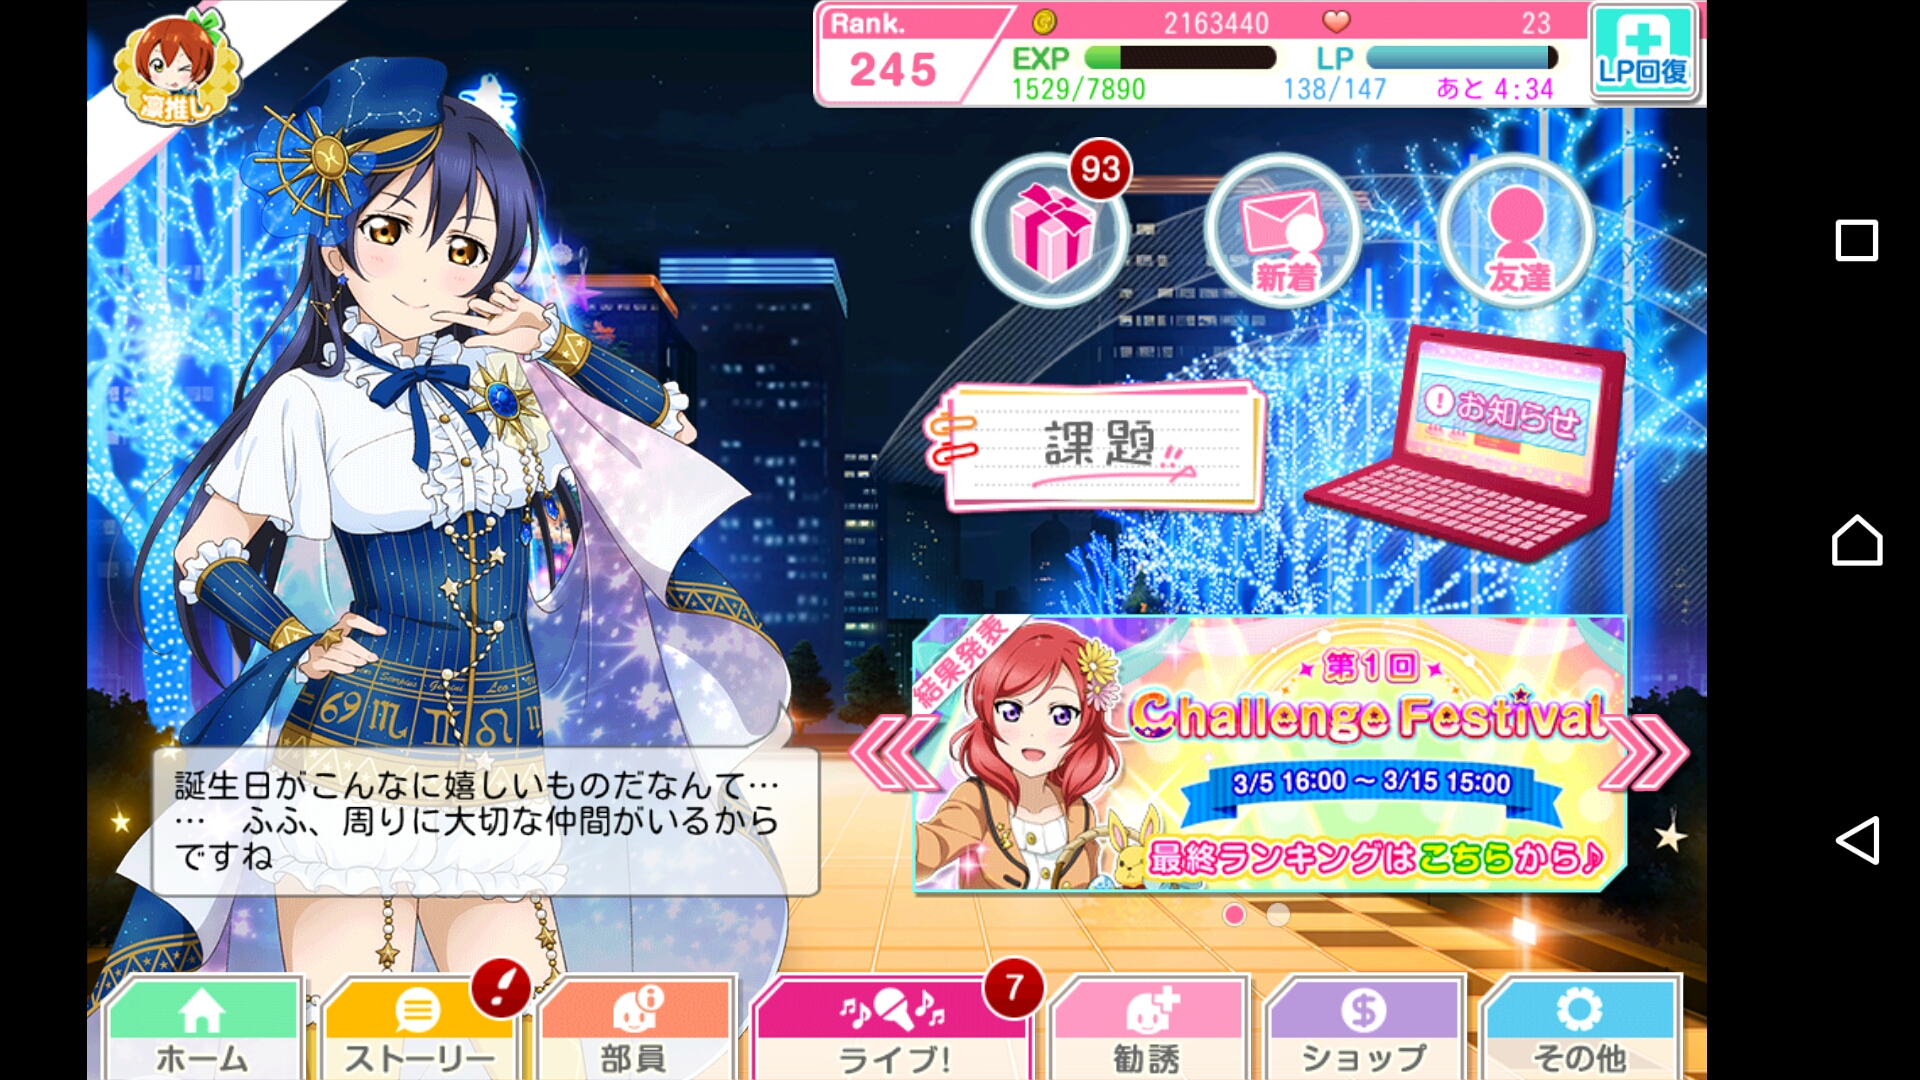 凛推し
Rank.
245
2163440
23
EXP
1529/7890
LP
138/147
あと 4:34
LP回復
93
新着
友達
課題!!
!お知らせ
誕生日がこんなに嬉しいものだなんて…
… ふふ、周りに大切な仲間がいるから
ですね
結果発表
第1回
Challenge Festival
3/5 16:00 ~ 3/15 15:00
最終ランキングはこちらから♪
Scorpius Gemini Leo
ホーム
!
ストーリー
部員
7
ライブ!
勧誘
ショップ
その他